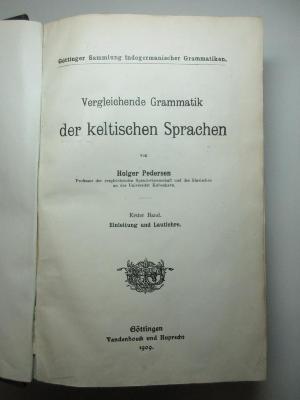 Göttinger Sammlung indogermanischer Grammatiken.
Vergleichende Grammatik
der keltischen Sprachen
von
Holger Pedersen
Professor der vergleichenden Sprachwissenschaft und des Slavischen
an der Universität København.
Erster Band.
Einleitung und Lautlehre.
Göttingen
Vandenhoeck und Ruprecht
1909.